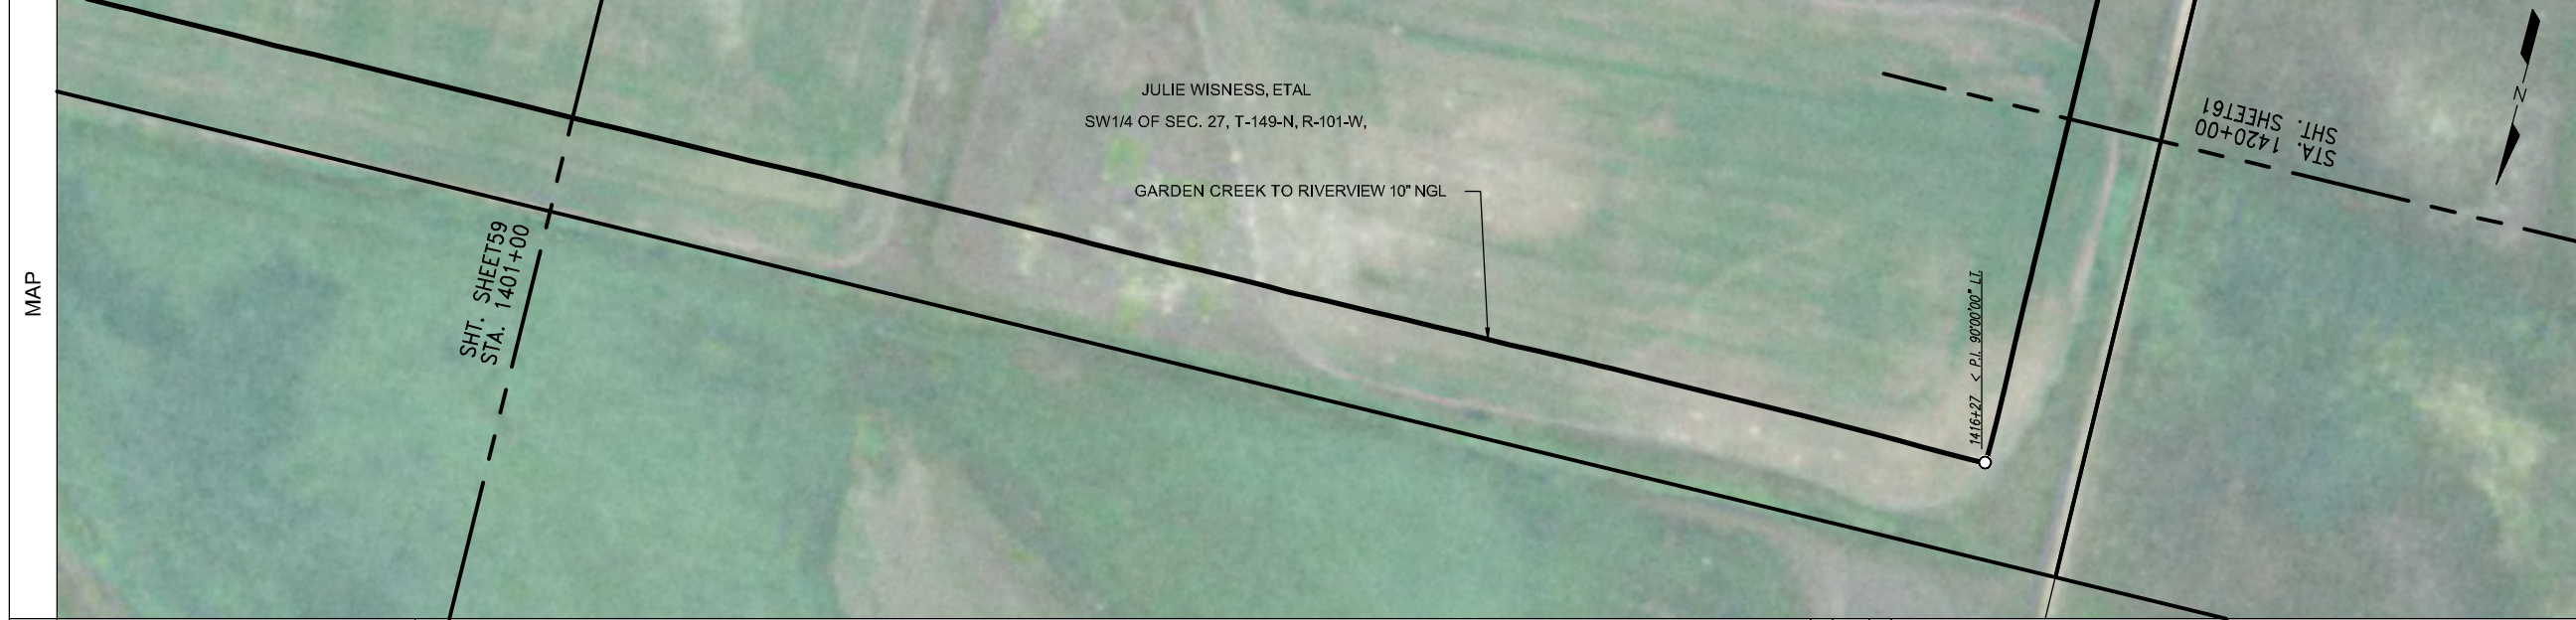 MAP
SHT. SHEET59
STA. 1401+00
JULIE WISNESS, ETAL
SW1/4 OF SEC. 27, T-149-N, R-101-W,
GARDEN CREEK TO RIVERVIEW 10" NGL
1416+27 < P.I. 90°00'00" LT.
STA. 1420+00
SHT. SHEET61
N